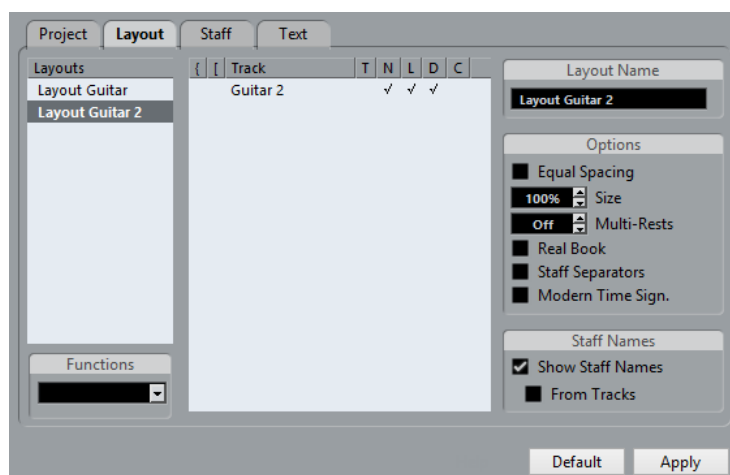 Project Layout Staff Text
Layouts
Layout Guitar
Layout Guitar 2
Functions
{ [ Track T N L D C
Guitar 2 √ √ √
Layout Name
Layout Guitar 2
Options
Equal Spacing
100% Size
Off Multi-Rests
Real Book
Staff Separators
Modern Time Sign.
Staff Names
Show Staff Names
From Tracks
Default Apply